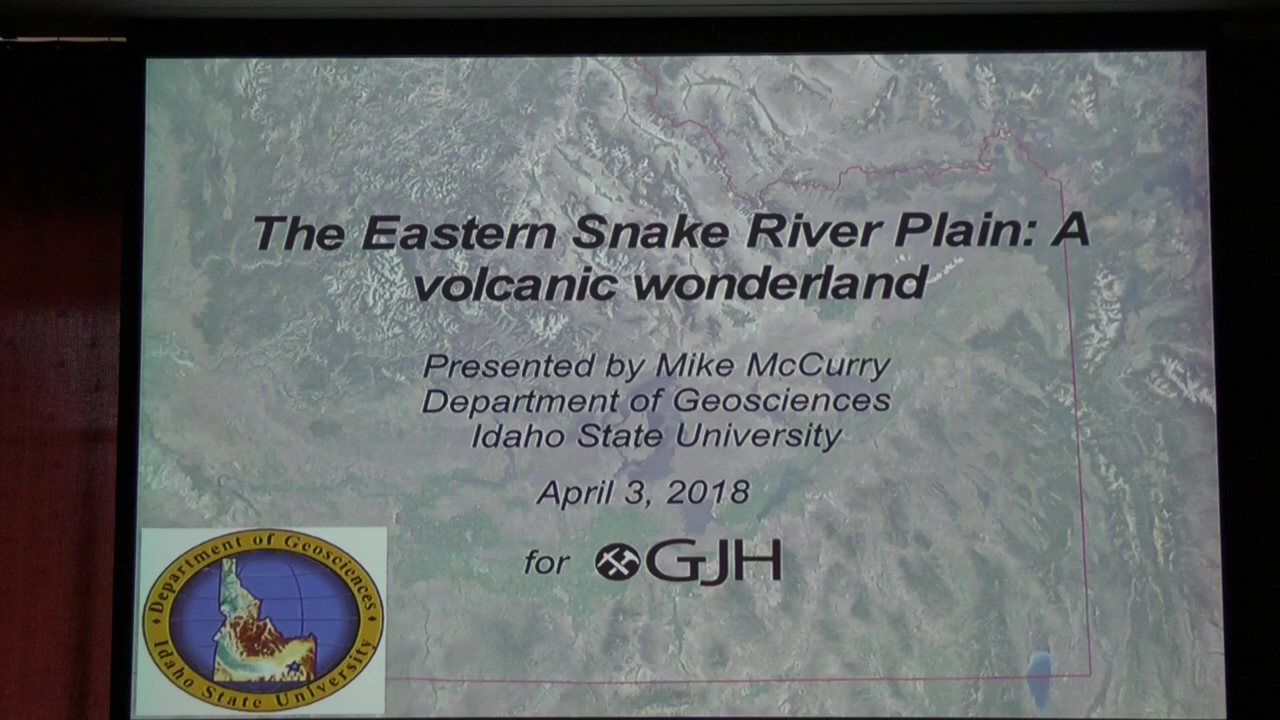 The Eastern Snake River Plain: A
volcanic wonderland
Presented by Mike McCurry
Department of Geosciences
Idaho State University
April 3, 2018
for GJH
Department of Geosciences
Idaho State University